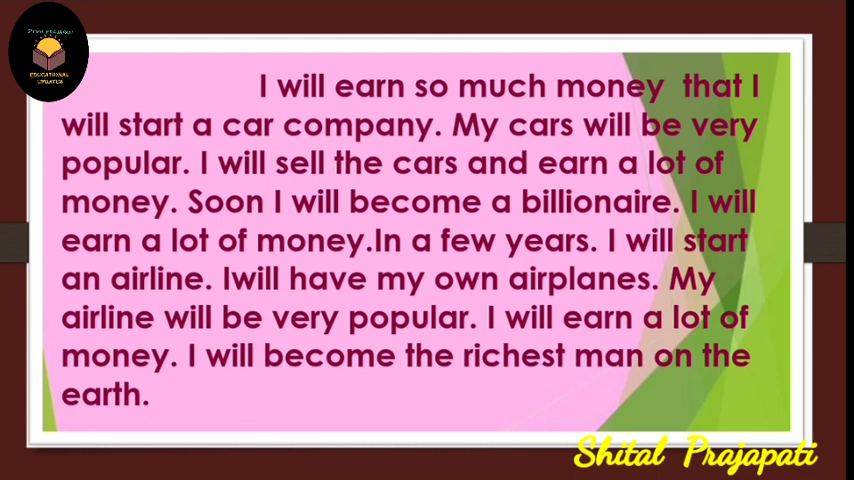 EDUCATIONAL
UPDATES
I will earn so much money that I
will start a car company. My cars will be very
popular. I will sell the cars and earn a lot of
money. Soon I will become a billionaire. I will
earn a lot of money.In a few years. I will start
an airline. Iwill have my own airplanes. My
airline will be very popular. I will earn a lot of
money. I will become the richest man on the
earth.
Shital Prajapati